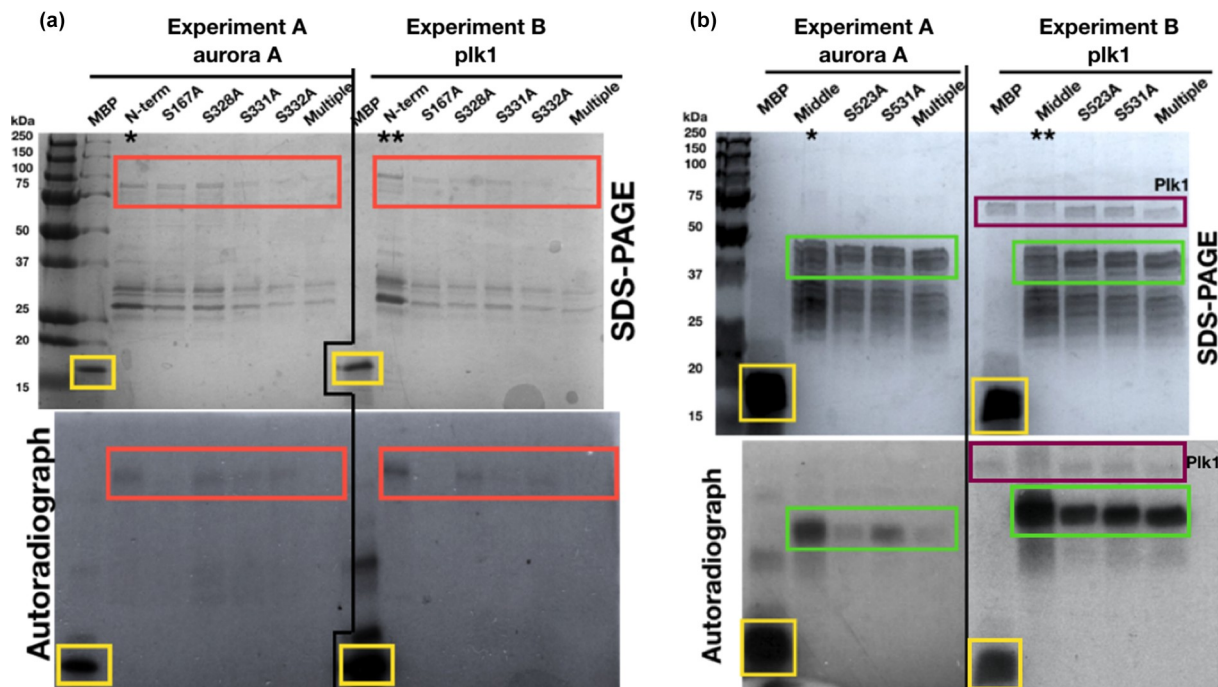 (a)
Experiment A
aurora A
Experiment B
plk1
MBP
N-term
S167A
S328A
S331A
S332A
Multiple
MBP
N-term
S167A
S328A
S331A
S332A
Multiple
kDa
*
**
250
150
100
75
50
37
25
20
15
SDS-PAGE
Autoradiograph
(b)
Experiment A
aurora A
Experiment B
plk1
MBP
Middle
S523A
S531A
Multiple
MBP
Middle
S523A
S531A
Multiple
kDa
*
**
250
150
100
75
50
37
25
20
15
Plk1
SDS-PAGE
Autoradiograph
Plk1